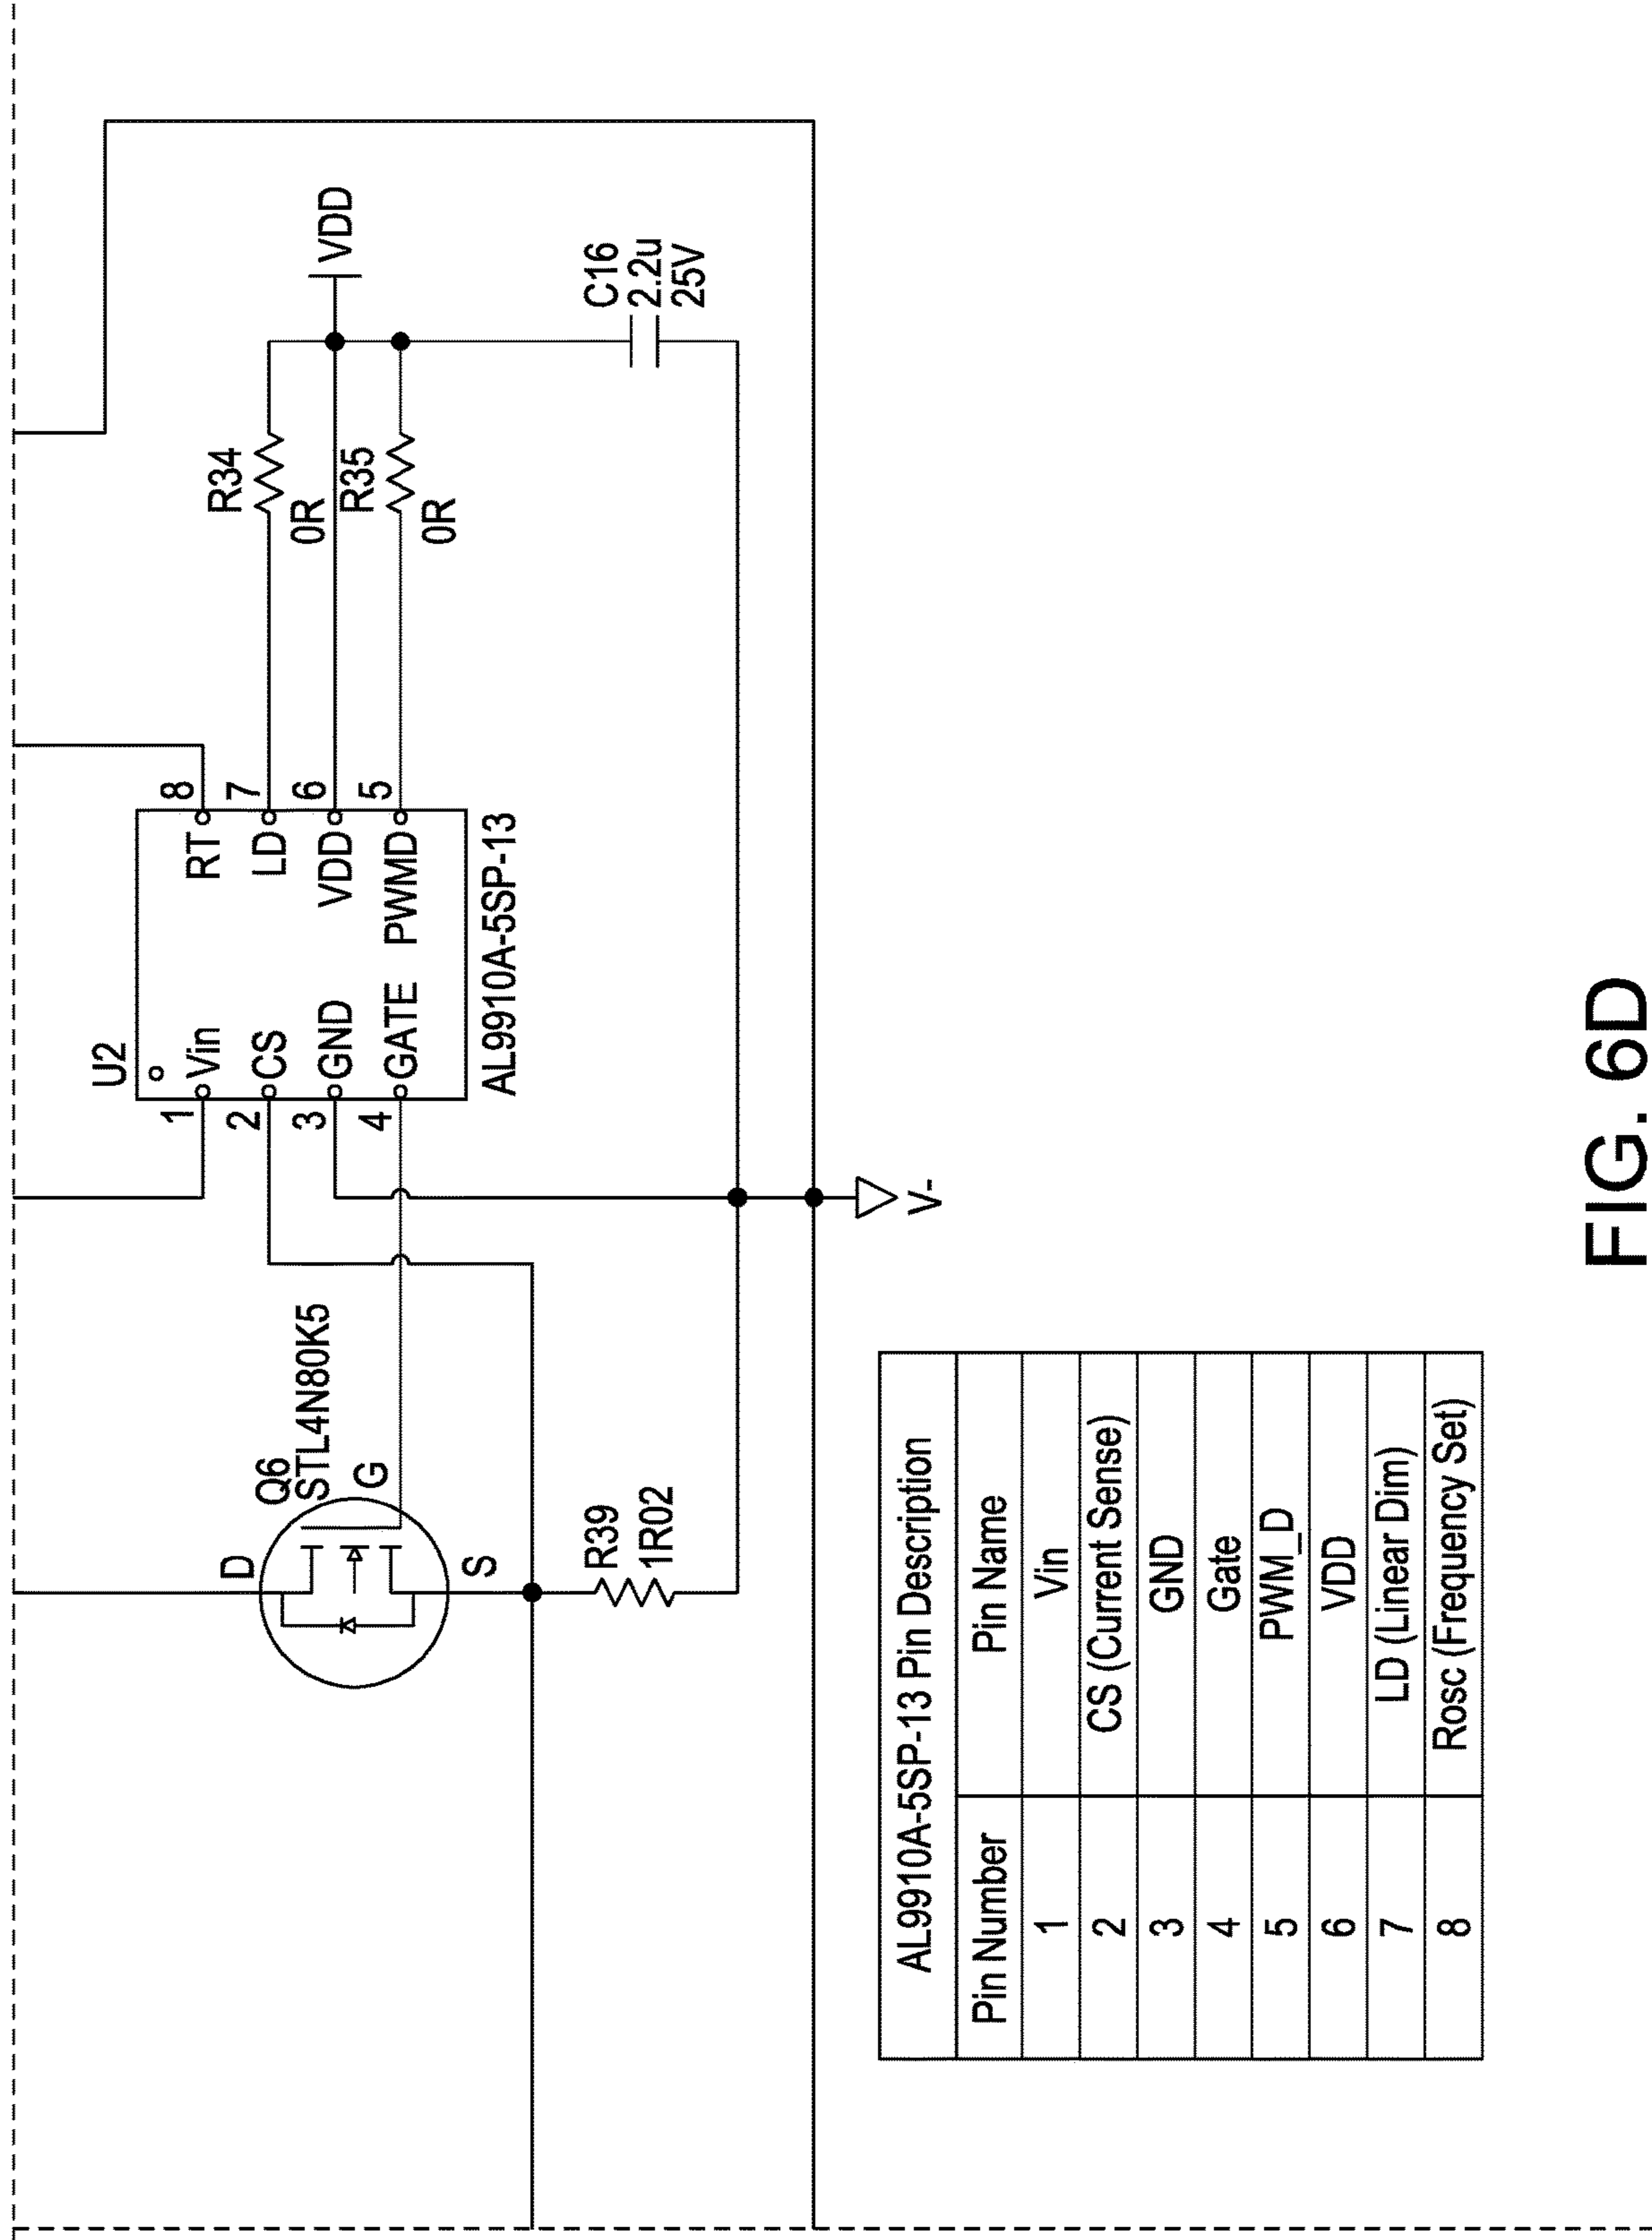 U2
1
Vin
RT
8
2
CS
LD
7
3
GND
VDD
6
4
GATE
PWMD
5
AL9910A-5SP-13
R34
0R
R35
0R
VDD
C16
2.2u
25V
Q6
STL4N80K5
D
G
S
R39
1R02
V-
AL9910A-5SP-13 Pin Description
Pin Number Pin Name
1 Vin
2 CS (Current Sense)
3 GND
4 Gate
5 PWM_D
6 VDD
7 LD (Linear Dim)
8 Rosc (Frequency Set)
FIG. 6D